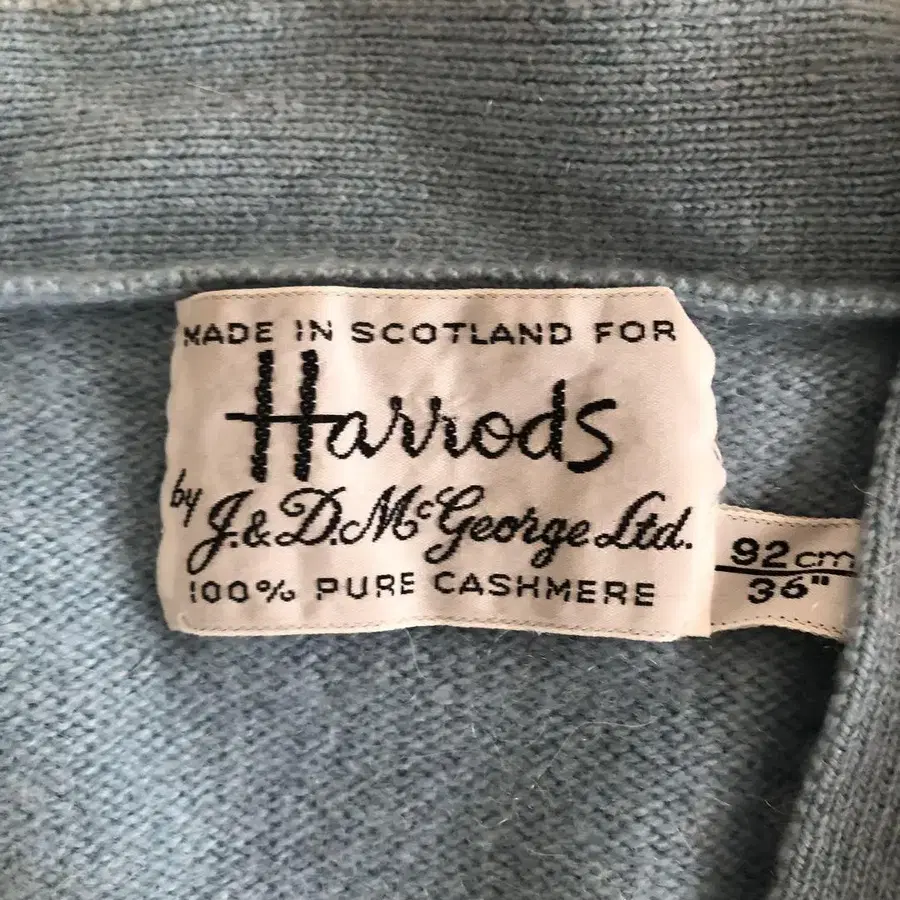 MADE IN SCOTLAND FOR
Harrods
by J.& D. McGeorge Ltd.
100% PURE CASHMERE
92cm
36"